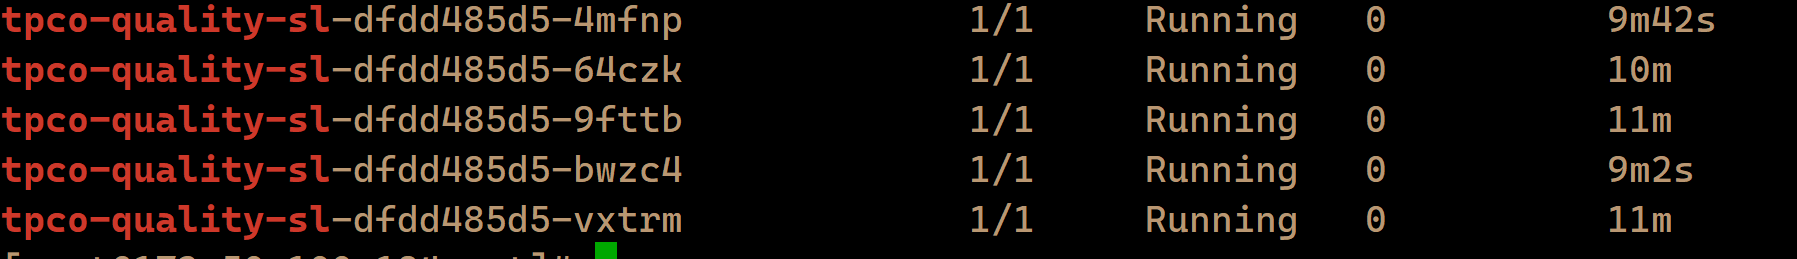 tpco-quality-sl-dfdd485d5-4mfnp 1/1 Running 0 9m42s
tpco-quality-sl-dfdd485d5-64czk 1/1 Running 0 10m
tpco-quality-sl-dfdd485d5-9fttb 1/1 Running 0 11m
tpco-quality-sl-dfdd485d5-bwzc4 1/1 Running 0 9m2s
tpco-quality-sl-dfdd485d5-vxtrm 1/1 Running 0 11m